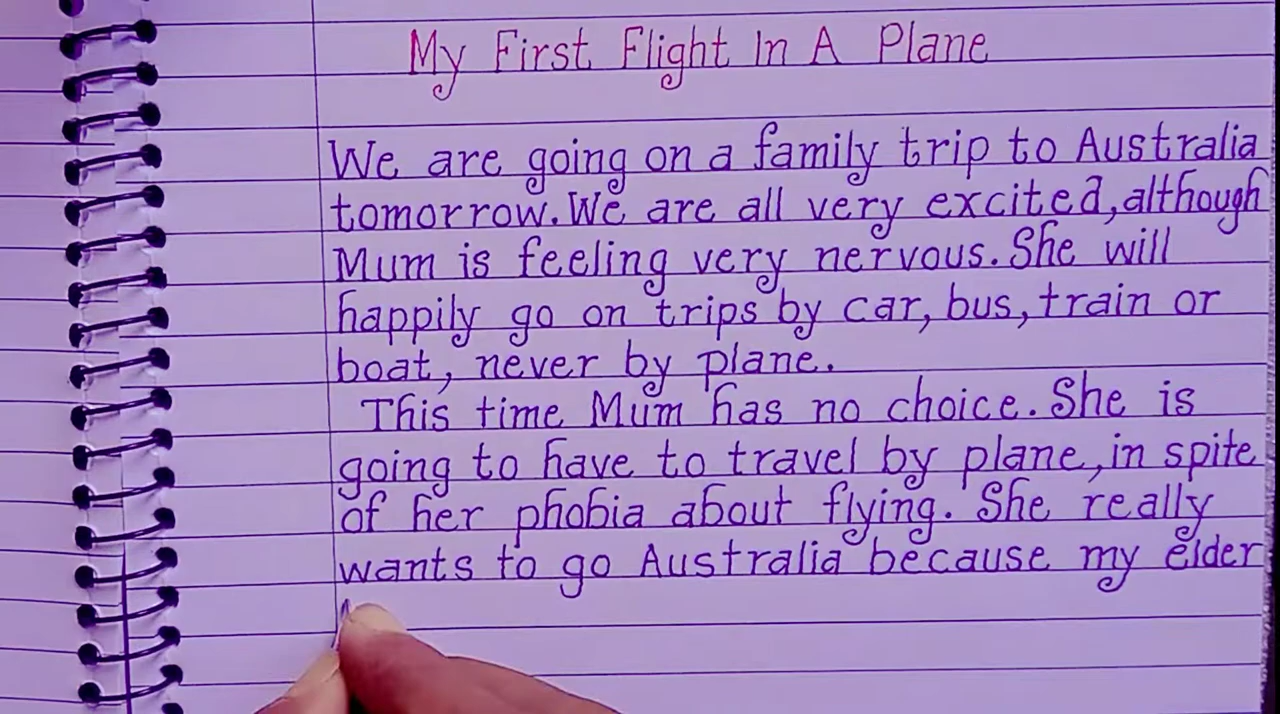 My First Flight In A Plane
We are going on a family trip to Australia
tomorrow. We are all very excited, although
Mum is feeling very nervous. She will
happily go on trips by car, bus, train or
boat, never by plane.
This time Mum has no choice. She is
going to have to travel by plane, in spite
of her phobia about flying. She really
wants to go Australia because my elder